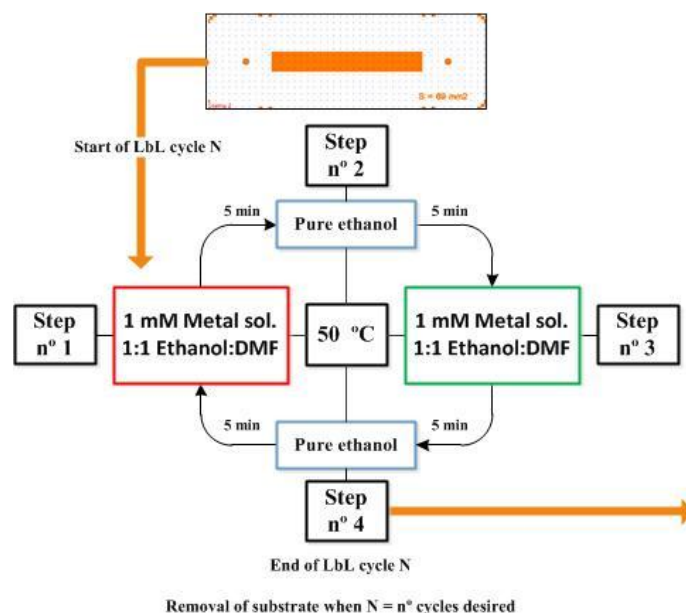 S = 69 mm2
Start of LbL cycle N
Step
nº 2
5 min
Pure ethanol
5 min
Step
nº 1
1 mM Metal sol.
1:1 Ethanol:DMF
50 ºC
1 mM Metal sol.
1:1 Ethanol:DMF
Step
nº 3
5 min
Pure ethanol
5 min
Step
nº 4
End of LbL cycle N
Removal of substrate when N = nº cycles desired